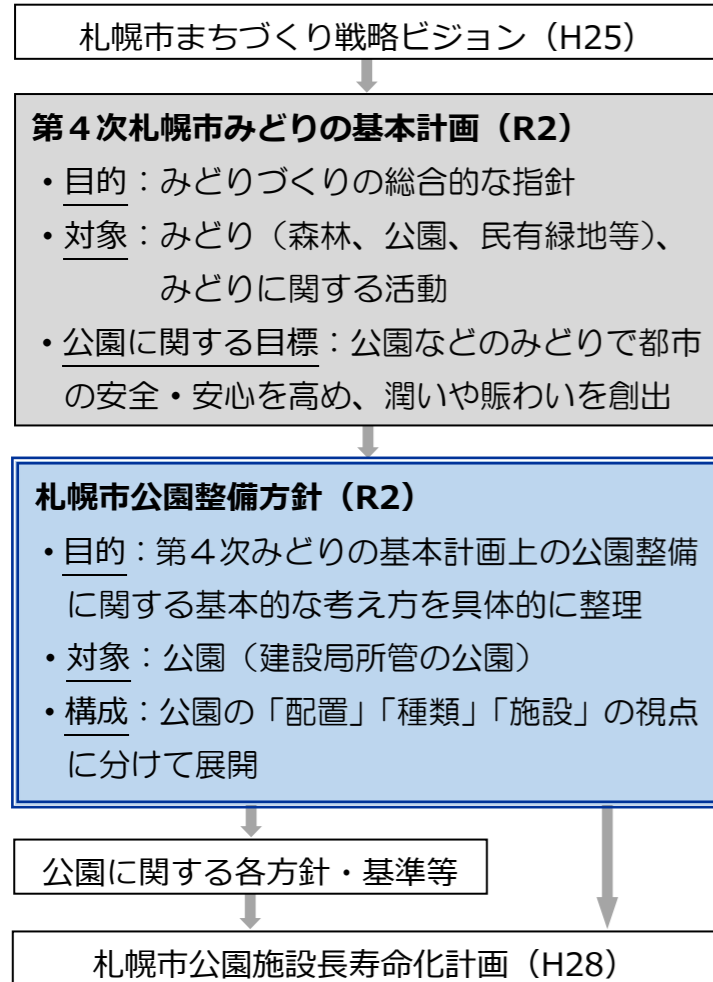 札幌市まちづくり戦略ビジョン（H25）
第４次札幌市みどりの基本計画（R2）
・目的：みどりづくりの総合的な指針
・対象：みどり（森林、公園、民有緑地等）、
みどりに関する活動
・公園に関する目標：公園などのみどりで都市
の安全・安心を高め、潤いや賑わいを創出
札幌市公園整備方針（R2）
・目的：第４次みどりの基本計画上の公園整備
に関する基本的な考え方を具体的に整理
・対象：公園（建設局所管の公園）
・構成：公園の「配置」「種類」「施設」の視点
に分けて展開
公園に関する各方針・基準等
札幌市公園施設長寿命化計画（H28）